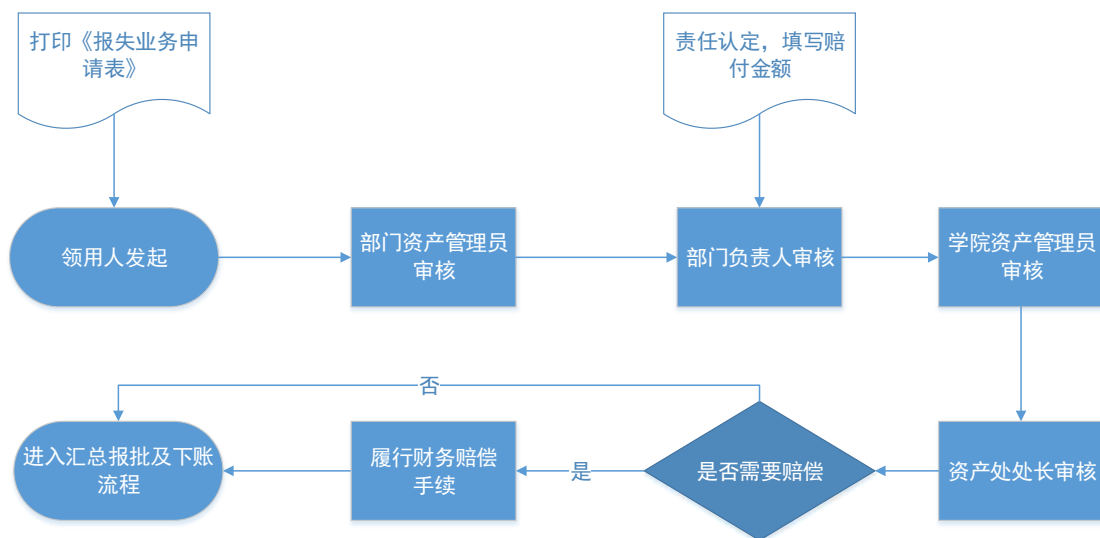 打印《报失业务申
请表》
责任认定，填写赔
付金额
领用人发起
部门资产管理员
审核
部门负责人审核
学院资产管理员
审核
否
进入汇总报批及下账
流程
履行财务赔偿
手续
是
是否需要赔偿
资产处处长审核